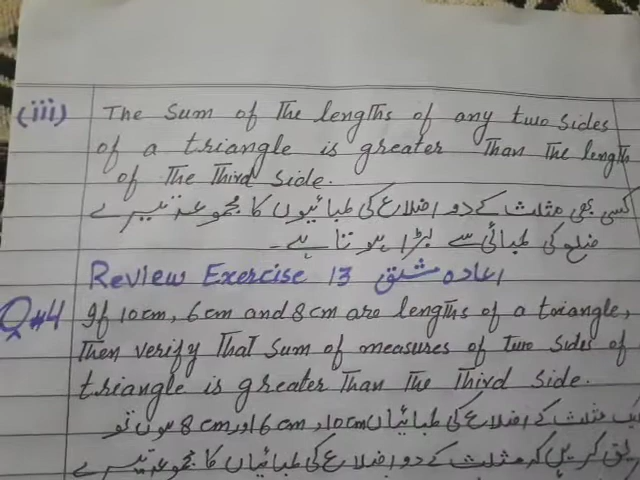 (iii) The sum of the lengths of any two sides
of a triangle is greater than the length
of the third side.
کسی بھی مثلث کے دو اضلاع کی لمبائیوں کا مجموعہ تیسرے
ضلع کی لمبائی سے بڑا ہوتا ہے۔
Review Exercise 13 اعادہ مشق
Q#4 If 10cm, 6cm and 8cm are lengths of a triangle,
then verify that sum of measures of two sides of
triangle is greater than the third side.
مثلث کے اضلاع کی لمبائیاں 10cm، 6cm اور 8cm ہوں تو
کریں کہ مثلث کے دو اضلاع کی لمبائیاں کا مجموعہ تیسرے